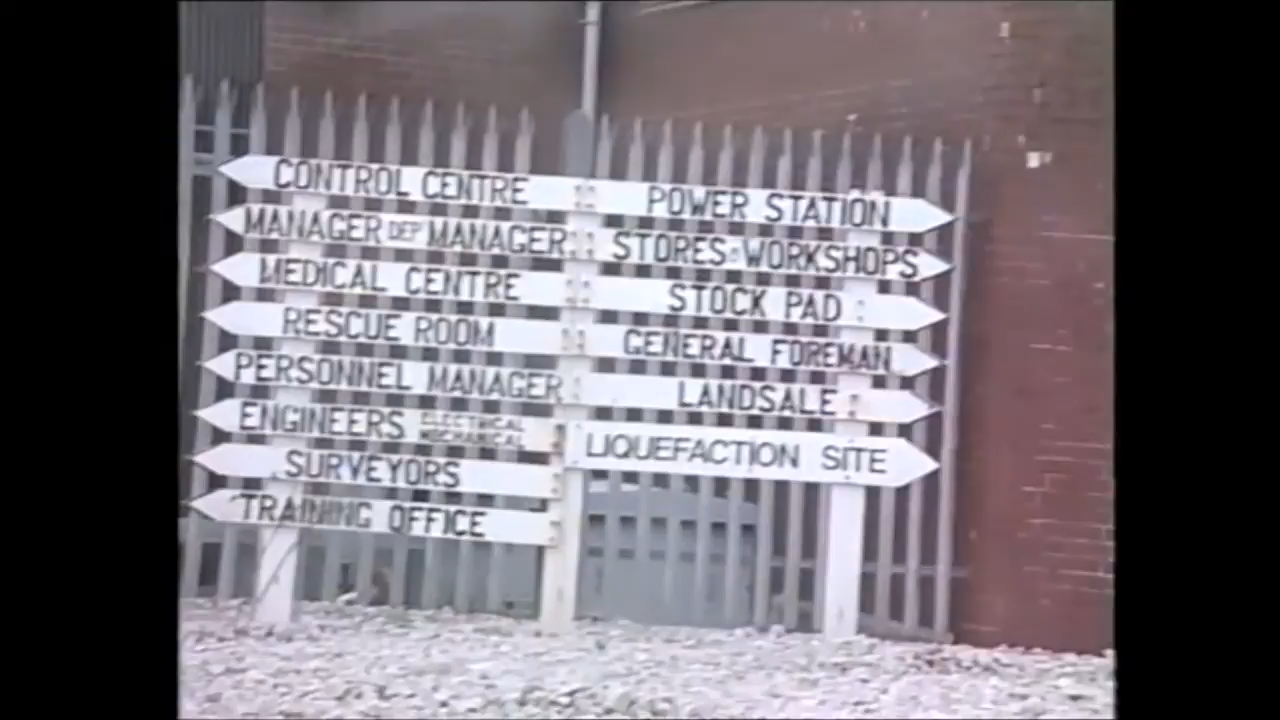 CONTROL CENTRE
MANAGER DEP MANAGER
MEDICAL CENTRE
RESCUE ROOM
PERSONNEL MANAGER
ENGINEERS ELECTRICAL MECHANICAL
SURVEYORS
TRAINING OFFICE
POWER STATION
STORES & WORKSHOPS
STOCK PAD
GENERAL FOREMAN
LANDSALE
LIQUEFACTION SITE